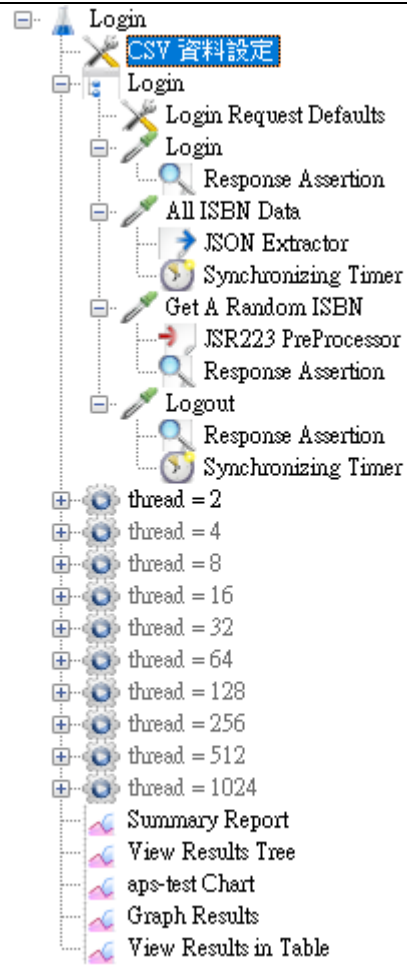 Login
CSV 資料設定
Login
Login Request Defaults
Login
Response Assertion
All ISBN Data
JSON Extractor
Synchronizing Timer
Get A Random ISBN
JSR223 PreProcessor
Response Assertion
Logout
Response Assertion
Synchronizing Timer
thread = 2
thread = 4
thread = 8
thread = 16
thread = 32
thread = 64
thread = 128
thread = 256
thread = 512
thread = 1024
Summary Report
View Results Tree
aps-test Chart
Graph Results
View Results in Table